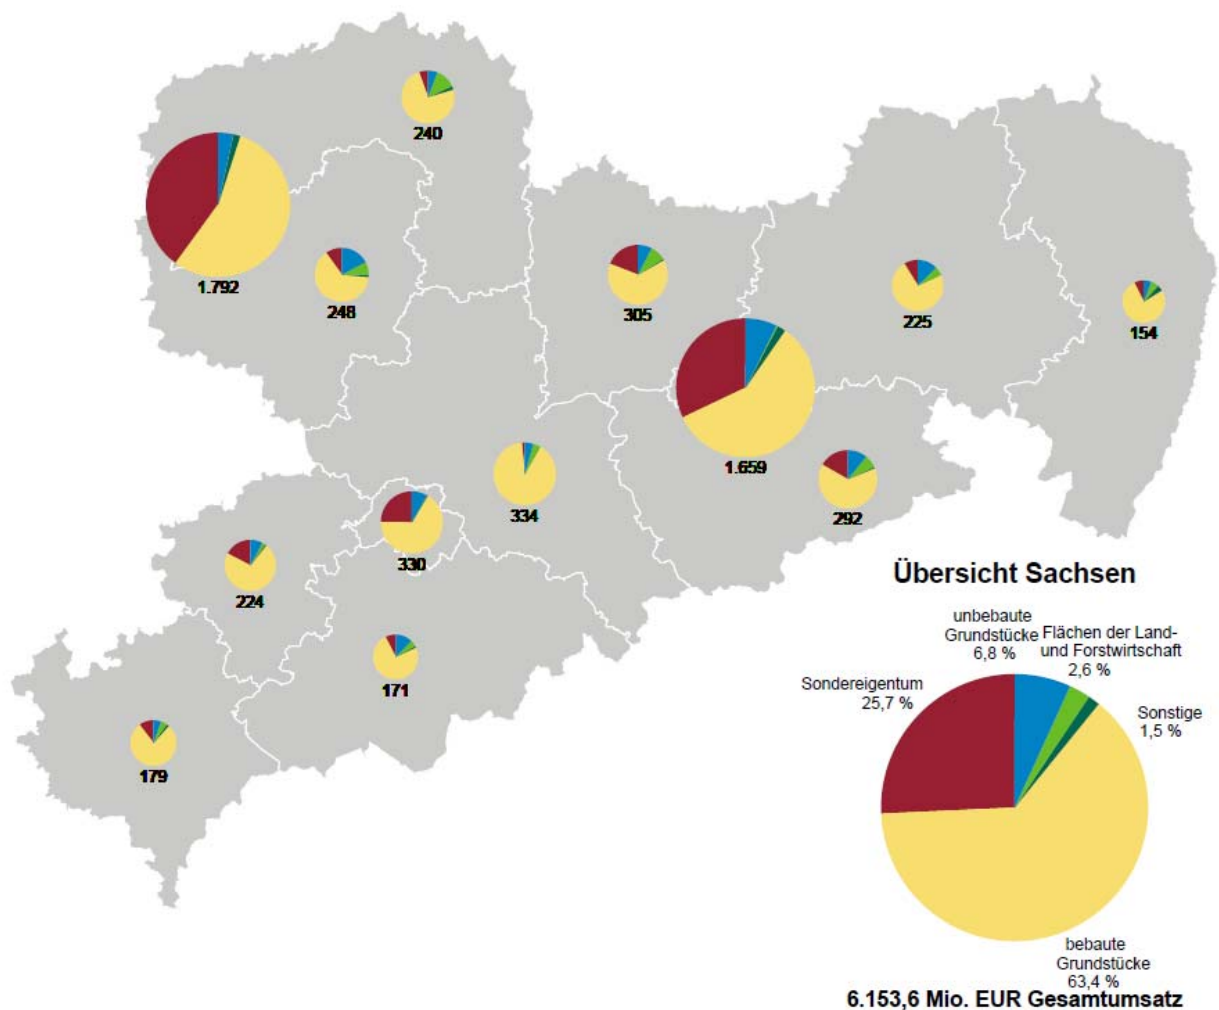 240
1.792
248
305
225
154
1.659
334
292
330
224
171
179
Übersicht Sachsen
unbebaute
Grundstücke
6,8 %
Flächen der Land-
und Forstwirtschaft
2,6 %
Sondereigentum
25,7 %
Sonstige
1,5 %
bebaute
Grundstücke
63,4 %
6.153,6 Mio. EUR Gesamtumsatz